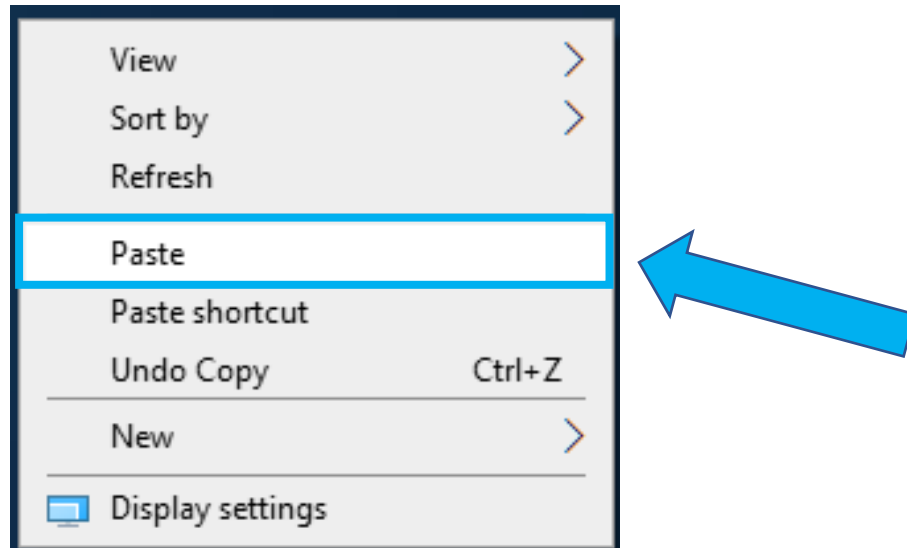 View
Sort by
Refresh
Paste
Paste shortcut
Undo Copy Ctrl+Z
New
Display settings